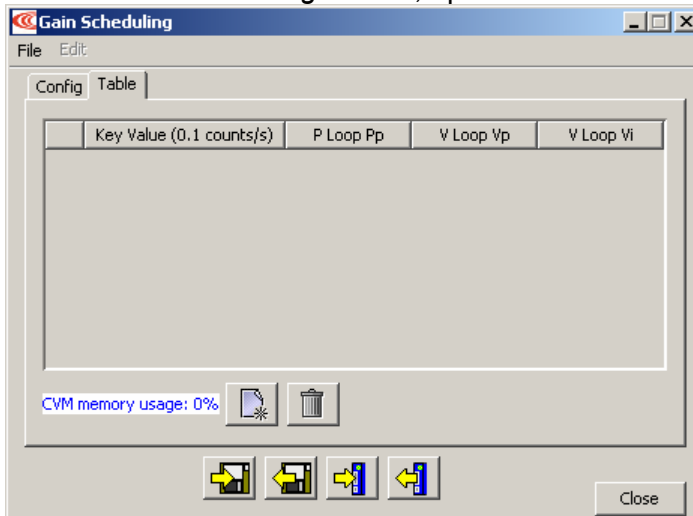 Gain Scheduling
File Edit
Config Table
Key Value (0.1 counts/s) P Loop Pp V Loop Vp V Loop Vi
CVM memory usage: 0%
Close